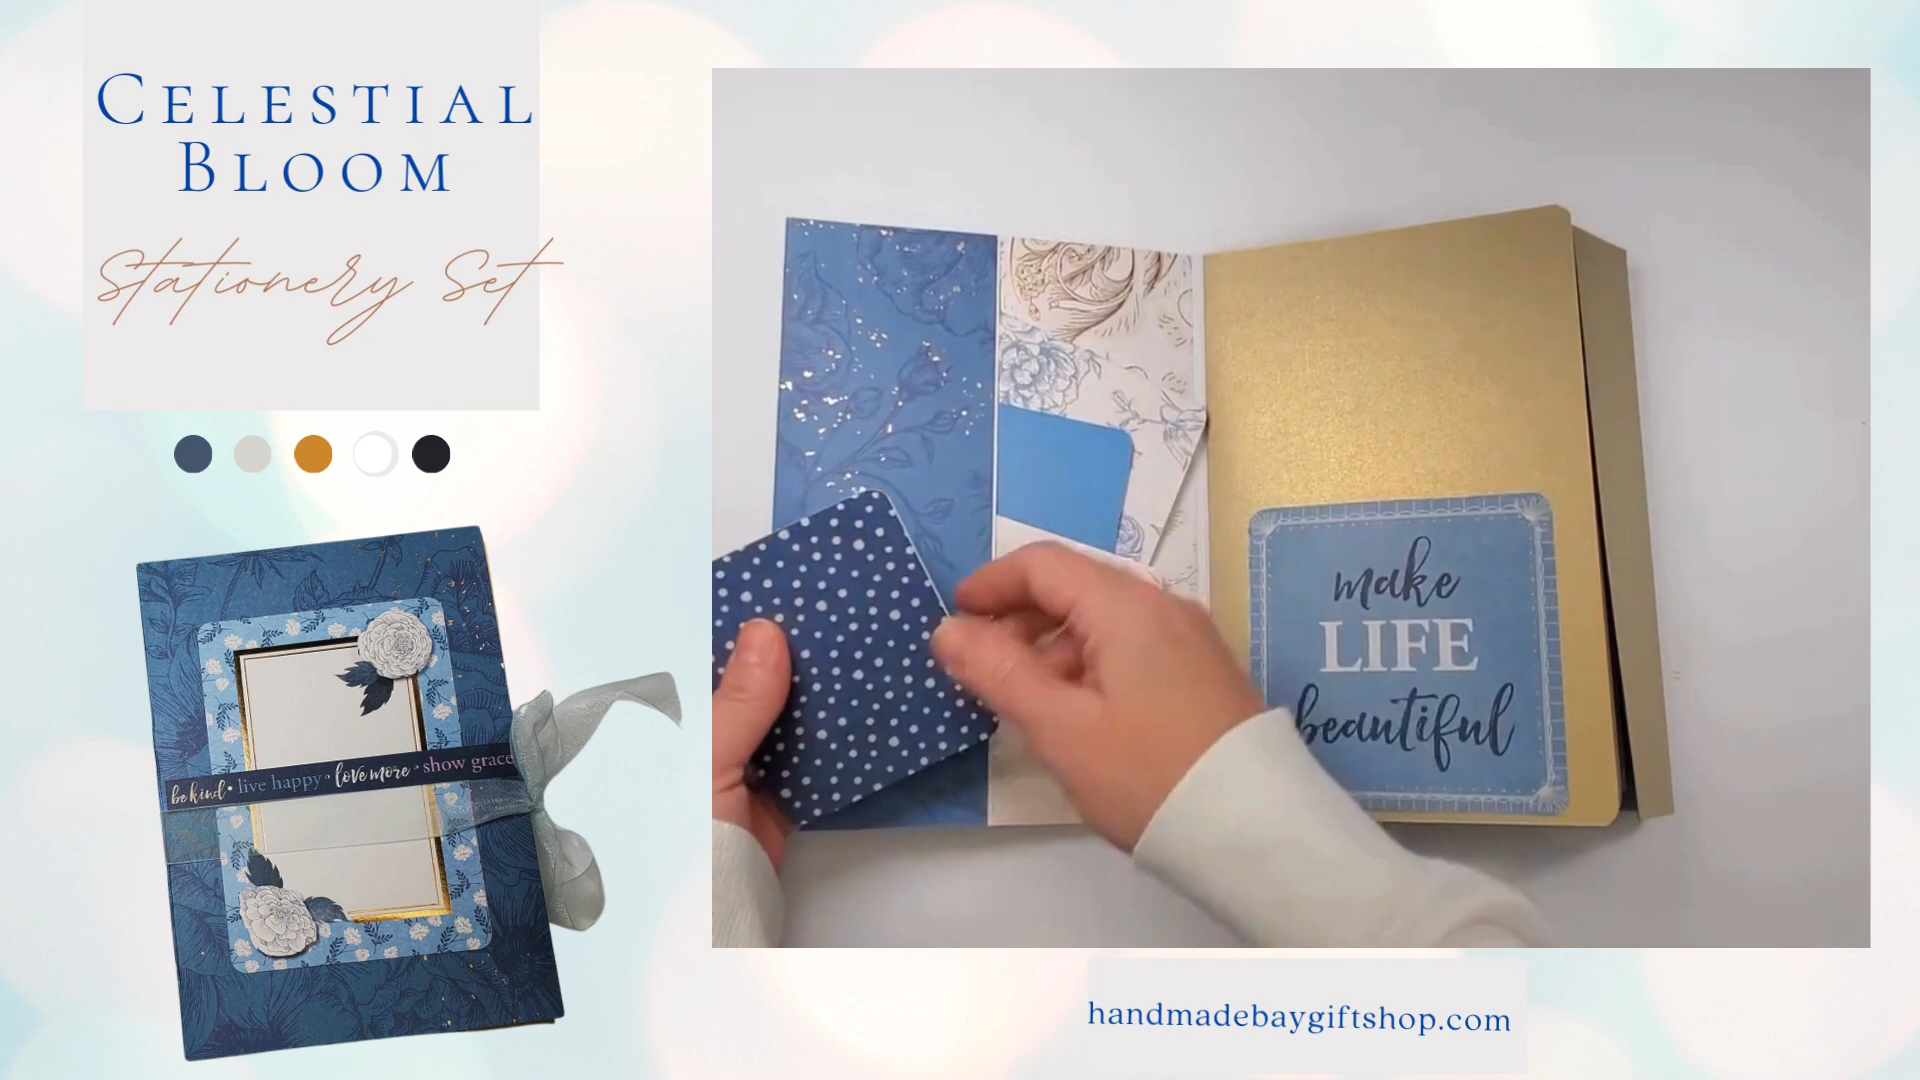 Celestial
Bloom
Stationery Set
be kind • live happy • love more • show grace
make
LIFE
beautiful
handmadebaygiftshop.com